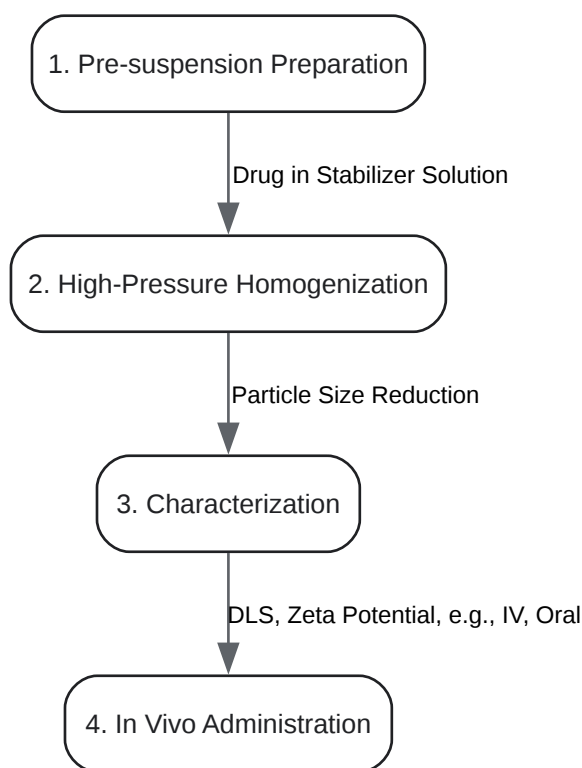 1. Pre-suspension Preparation
Drug in Stabilizer Solution
2. High-Pressure Homogenization
Particle Size Reduction
3. Characterization
DLS, Zeta Potential, e.g., IV, Oral
4. In Vivo Administration